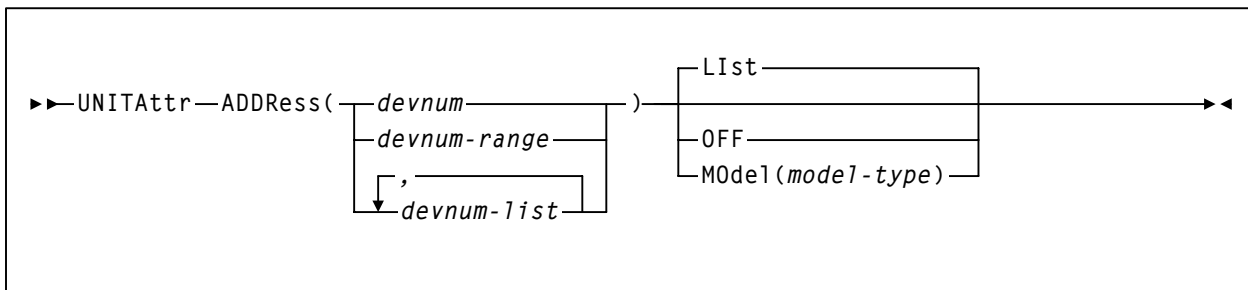 LIst
UNITAttr ADDRess( devnum )
devnum-range OFF
, MOdel(model-type)
devnum-list